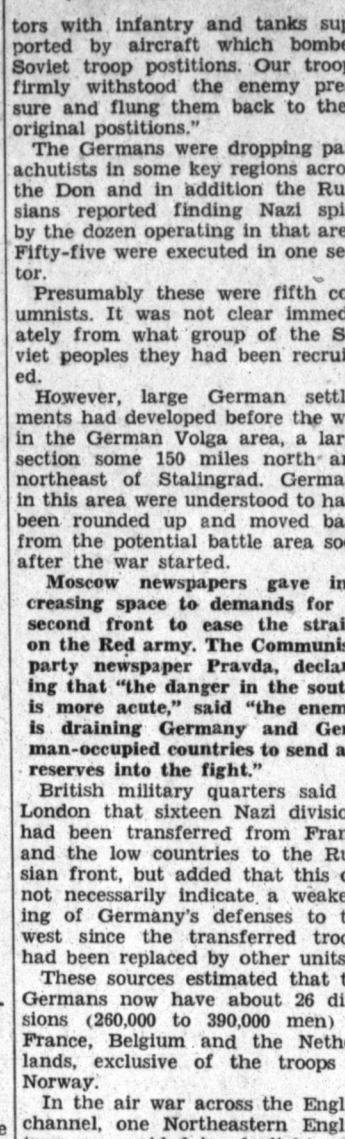 tors with infantry and tanks sup
ported by aircraft which bombe
Soviet troop postitions. Our troop
firmly withstood the enemy pre
sure and flung them back to the
original postitions."
The Germans were dropping pa
achutists in some key regions acro
the Don and in addition the Ru
sians reported finding Nazi spi
by the dozen operating in that are
Fifty-five were executed in one se
tor.
Presumably these were fifth co
umnists. It was not clear immed
ately from what group of the S
viet peoples they had been recrui
ed.
However, large German settl
ments had developed before the w
in the German Volga area, a lar
section some 150 miles north an
northeast of Stalingrad. Germa
in this area were understood to ha
been rounded up and moved ba
from the potential battle area so
after the war started.
Moscow newspapers gave in
creasing space to demands for
second front to ease the strai
on the Red army. The Communis
party newspaper Pravda, declar
ing that "the danger in the sout
is more acute," said "the enem
is draining Germany and Ger
man-occupied countries to send a
reserves into the fight."
British military quarters said
London that sixteen Nazi divisio
had been transferred from Fran
and the low countries to the Ru
sian front, but added that this d
not necessarily indicate a weake
ing of Germany's defenses to t
west since the transferred troo
had been replaced by other units
These sources estimated that t
Germans now have about 26 di
sions (260,000 to 390,000 men)
France, Belgium and the Nethe
lands, exclusive of the troops
Norway.
In the air war across the Engl
channel, one Northeastern Engl